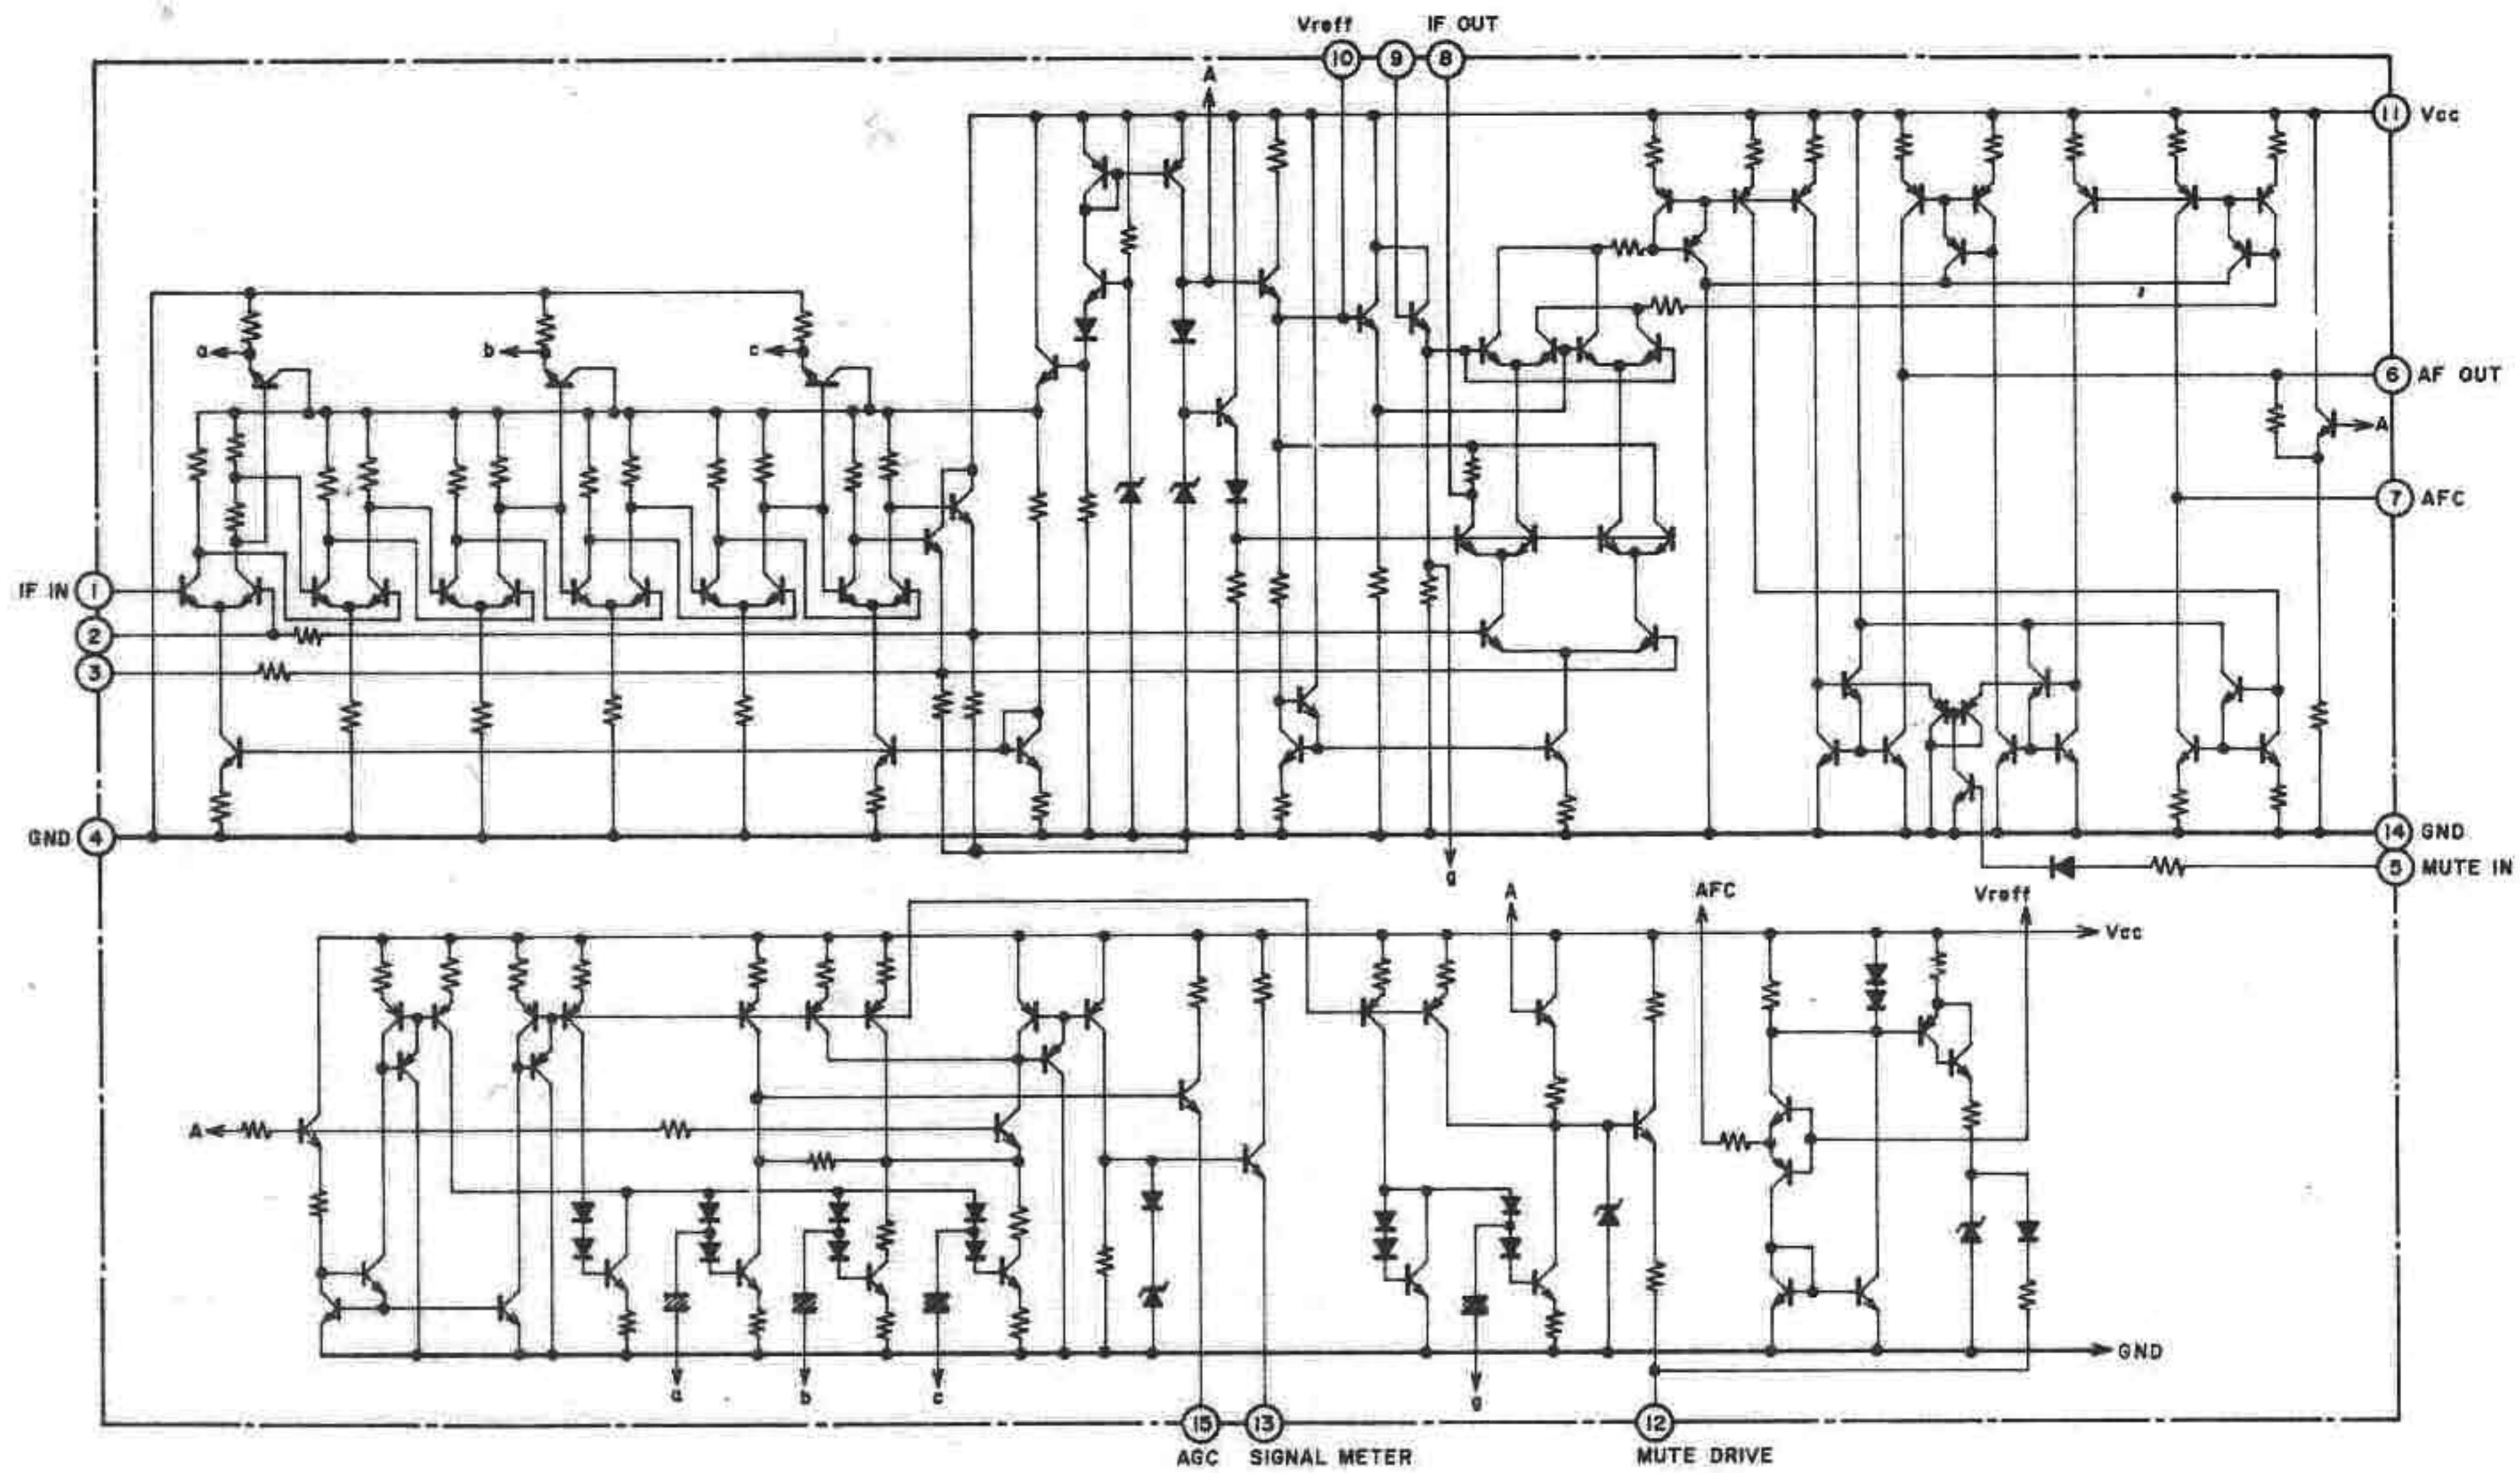 Vreff IF OUT
10 9 8
A
11 Vcc
a b c
6 AF OUT
A
7 AFC
IF IN 1
2
3
GND 4
14 GND
5 MUTE IN
g
A AFC Vreff
Vcc
A
GND
a b c g
15 13 12
AGC SIGNAL METER MUTE DRIVE